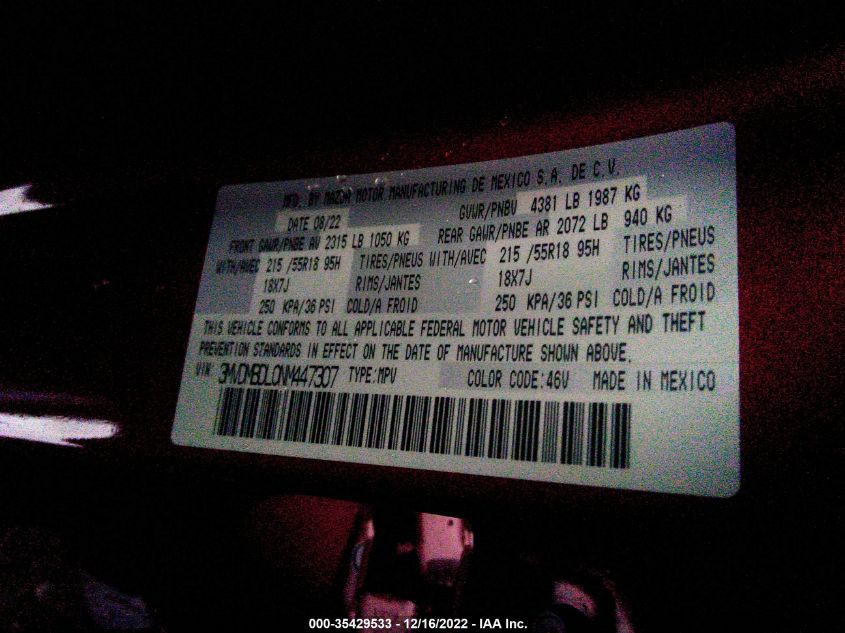 MFD. BY MAZDA MOTOR MANUFACTURING DE MEXICO S.A. DE C.V.
DATE 08/22 GVWR/PNBV 4381 LB 1987 KG
FRONT GAWR/PNBE AV 2315 LB 1050 KG REAR GAWR/PNBE AR 2072 LB 940 KG
WITH/AVEC 215 /55R18 95H TIRES/PNEUS WITH/AVEC 215 /55R18 95H TIRES/PNEUS
18X7J RIMS/JANTES 18X7J RIMS/JANTES
250 KPA/36 PSI COLD/A FROID 250 KPA/36 PSI COLD/A FROID
THIS VEHICLE CONFORMS TO ALL APPLICABLE FEDERAL MOTOR VEHICLE SAFETY AND THEFT
PREVENTION STANDARDS IN EFFECT ON THE DATE OF MANUFACTURE SHOWN ABOVE.
VIN: TYPE:MPV COLOR CODE:46V MADE IN MEXICO
000-35429533 - 12/16/2022 - IAA Inc.